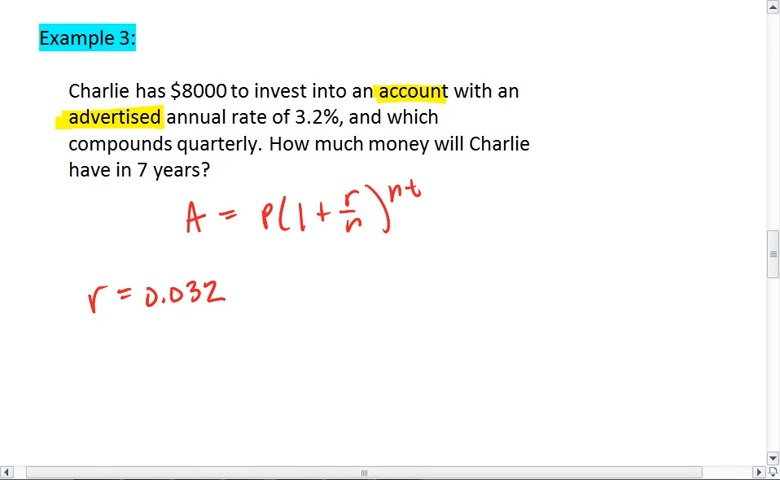 Example 3:
Charlie has $8000 to invest into an account with an
advertised annual rate of 3.2%, and which
compounds quarterly. How much money will Charlie
have in 7 years?
A = P(1 + r/n)^nt
r = 0.032